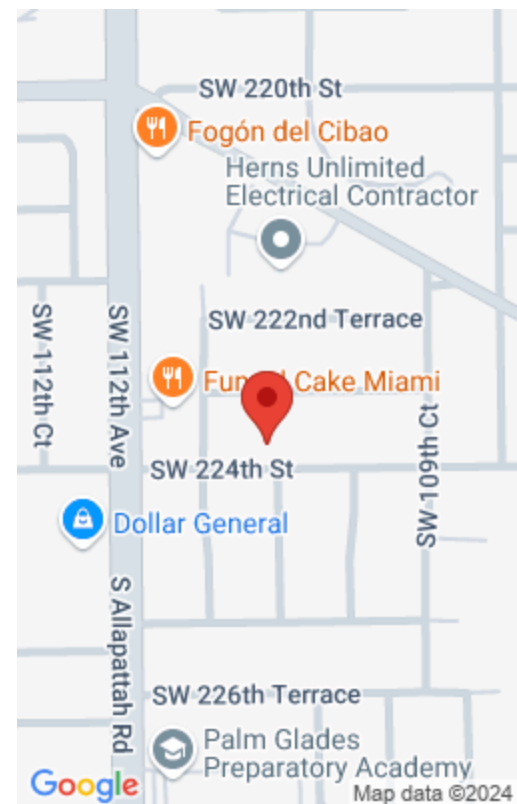 SW 220th St
Fogón del Cibao
Herns Unlimited
Electrical Contractor
SW 222nd Terrace
SW 112th Ct
SW 112th Ave
Cake Miami
SW 109th Ct
SW 224th St
Dollar General
S Allapattah Rd
SW 226th Terrace
Palm Glades
Preparatory Academy
Google
Map data ©2024